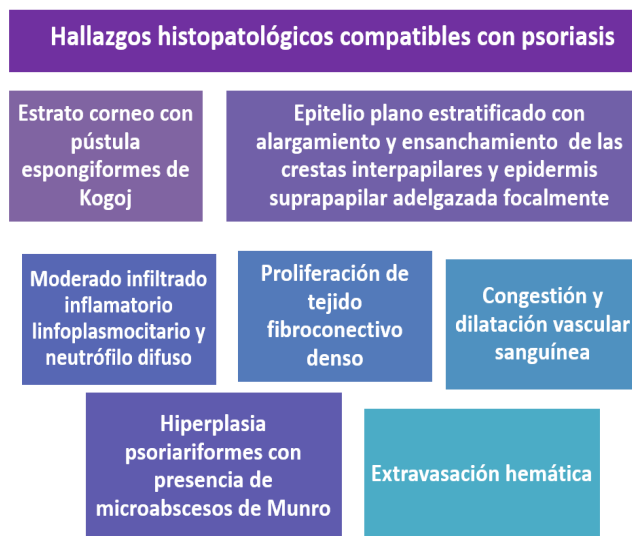 Hallazgos histopatológicos compatibles con psoriasis
Estrato corneo con
pústula
espongiformes de
Kogoj
Epitelio plano estratificado con
alargamiento y ensanchamiento de las
crestas interpapilares y epidermis
suprapapilar adelgazada focalmente
Moderado infiltrado
inflamatorio
linfoplasmocitario y
neutrófilo difuso
Proliferación de
tejido
fibroconectivo
denso
Congestión y
dilatación vascular
sanguínea
Hiperplasia
psoriariformes con
presencia de
microabscesos de Munro
Extravasación hemática